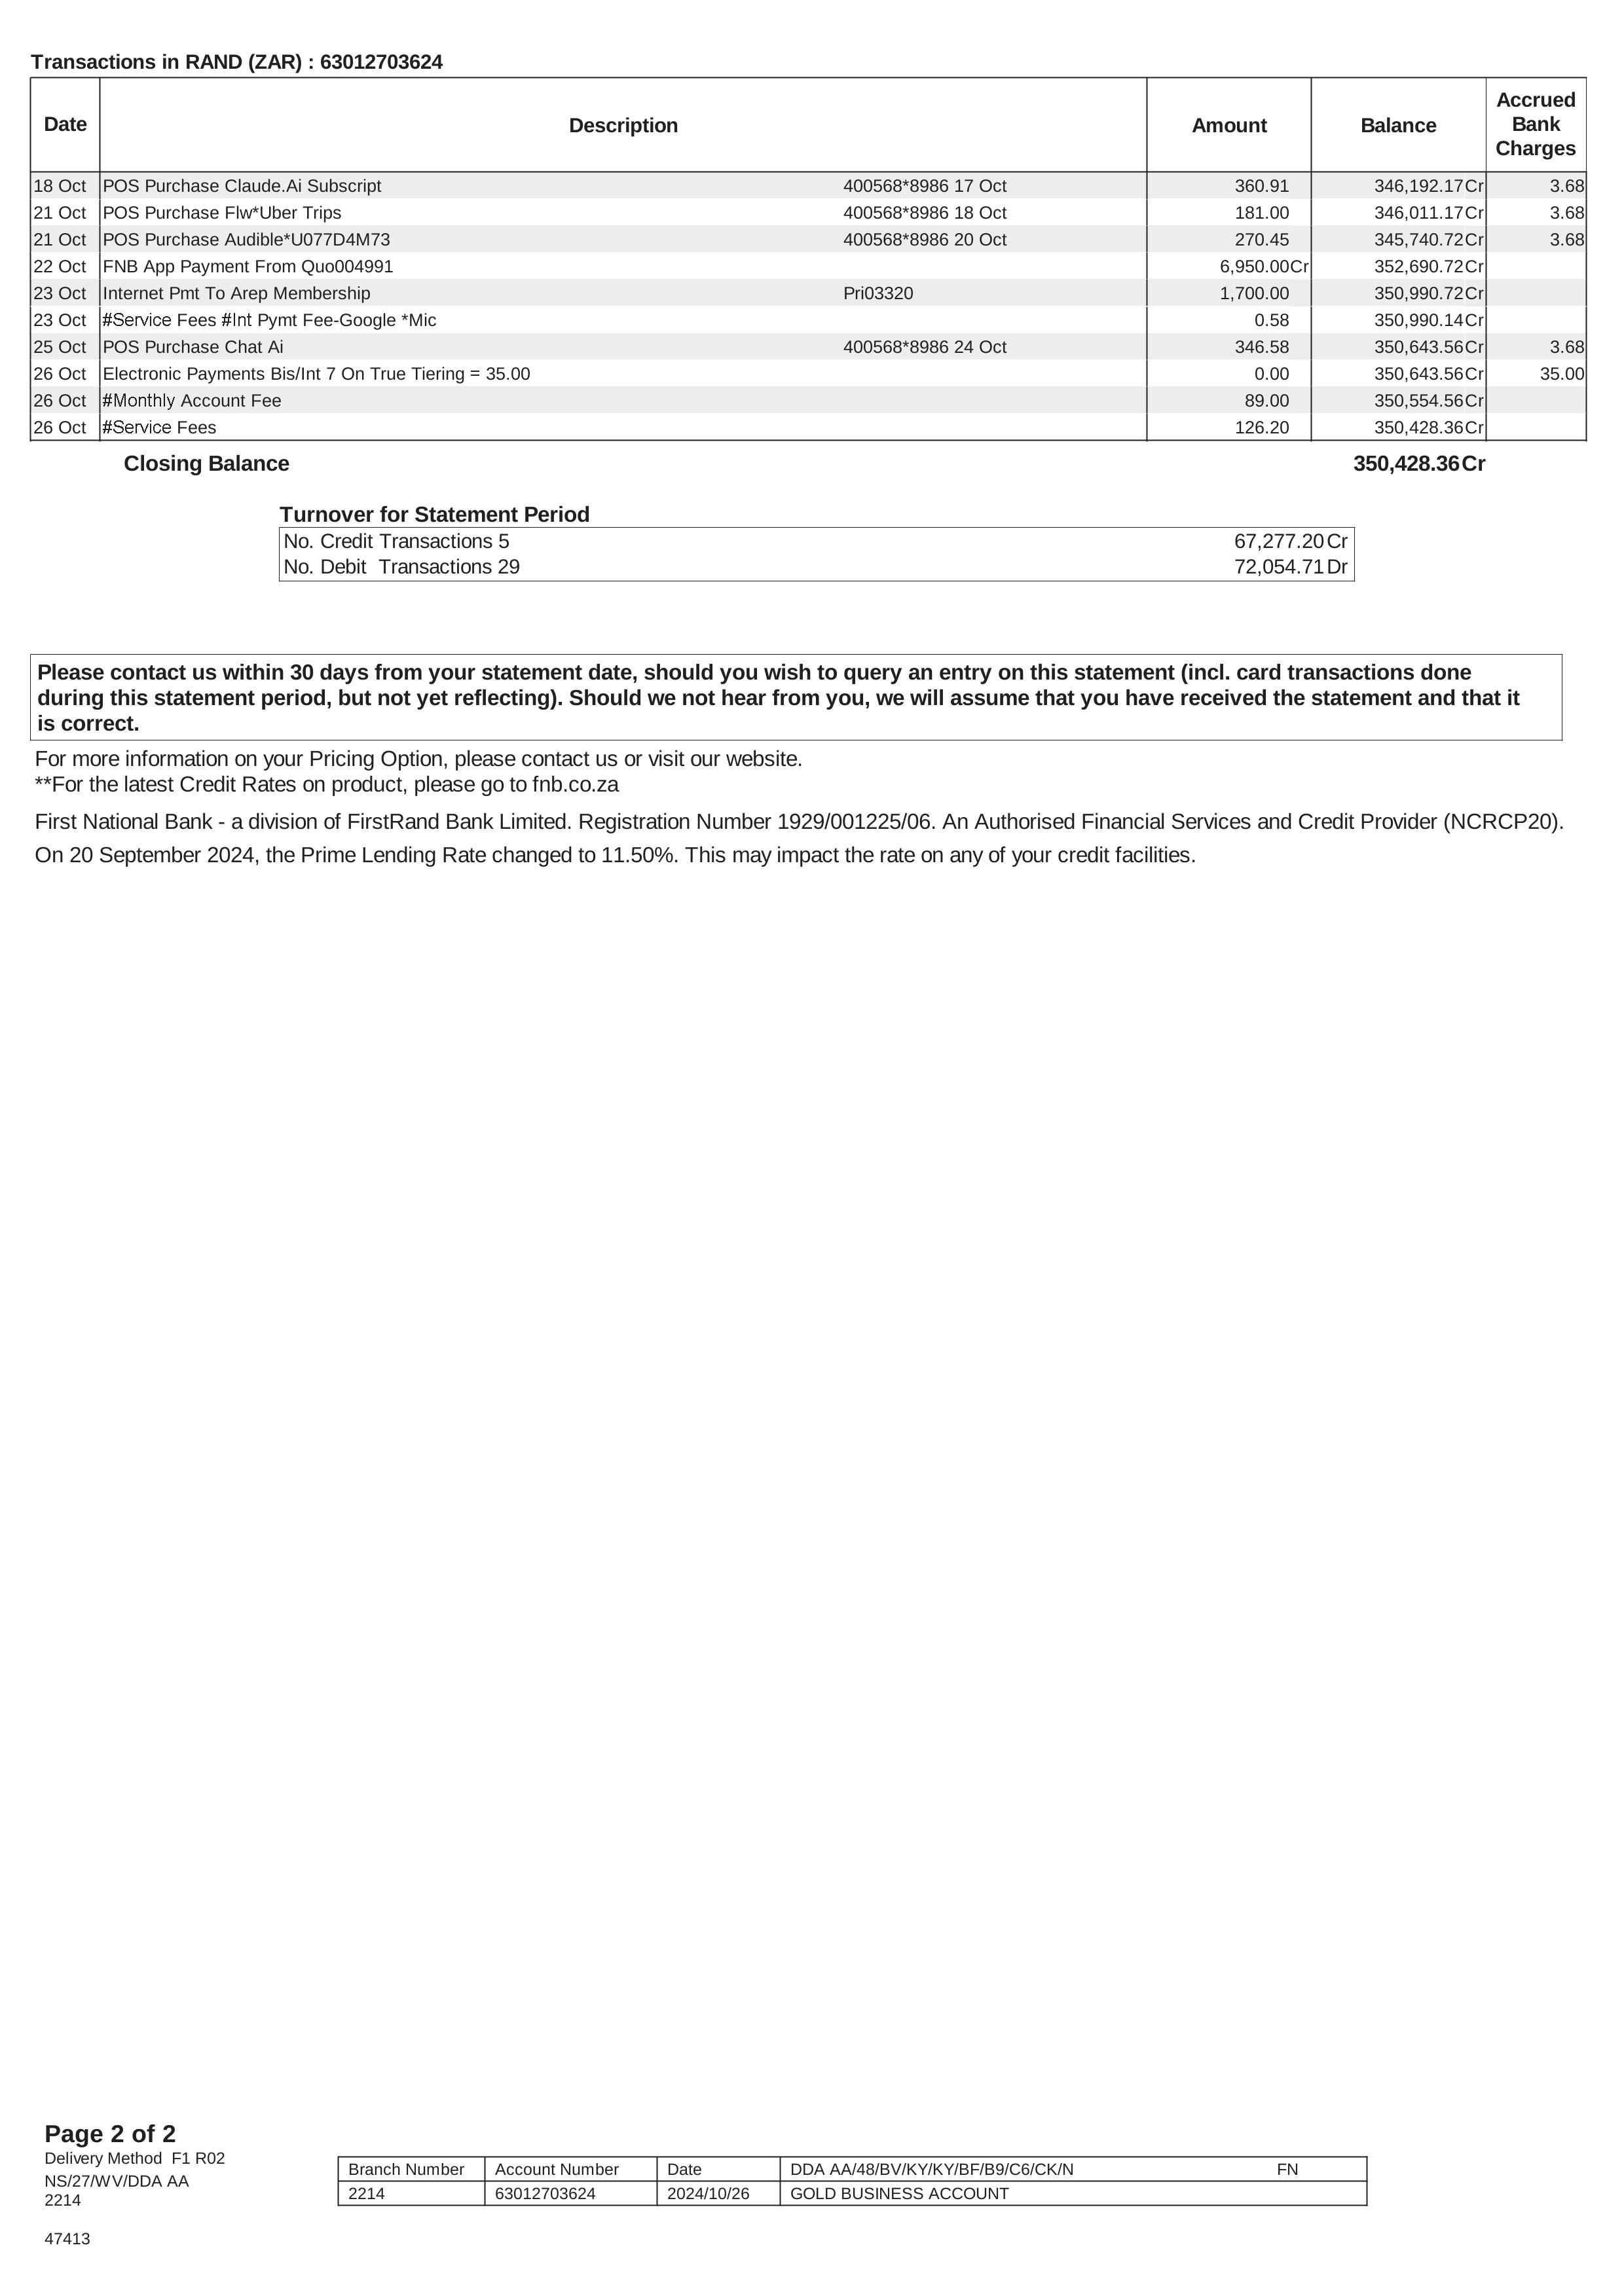 Transactions in RAND (ZAR) : 63012703624
Date Description Amount Balance Accrued Bank Charges
18 Oct POS Purchase Claude.Ai Subscript 400568*8986 17 Oct 360.91 346,192.17Cr 3.68
21 Oct POS Purchase Flw*Uber Trips 400568*8986 18 Oct 181.00 346,011.17Cr 3.68
21 Oct POS Purchase Audible*U077D4M73 400568*8986 20 Oct 270.45 345,740.72Cr 3.68
22 Oct FNB App Payment From Quo004991 6,950.00Cr 352,690.72Cr
23 Oct Internet Pmt To Arep Membership Pri03320 1,700.00 350,990.72Cr
23 Oct #Service Fees #Int Pymt Fee-Google *Mic 0.58 350,990.14Cr
25 Oct POS Purchase Chat Ai 400568*8986 24 Oct 346.58 350,643.56Cr 3.68
26 Oct Electronic Payments Bis/Int 7 On True Tiering = 35.00 0.00 350,643.56Cr 35.00
26 Oct #Monthly Account Fee 89.00 350,554.56Cr
26 Oct #Service Fees 126.20 350,428.36Cr
Closing Balance 350,428.36Cr
Turnover for Statement Period
No. Credit Transactions 5 67,277.20Cr
No. Debit Transactions 29 72,054.71Dr
Please contact us within 30 days from your statement date, should you wish to query an entry on this statement (incl. card transactions done
during this statement period, but not yet reflecting). Should we not hear from you, we will assume that you have received the statement and that it
is correct.
For more information on your Pricing Option, please contact us or visit our website.
**For the latest Credit Rates on product, please go to fnb.co.za
First National Bank - a division of FirstRand Bank Limited. Registration Number 1929/001225/06. An Authorised Financial Services and Credit Provider (NCRCP20).
On 20 September 2024, the Prime Lending Rate changed to 11.50%. This may impact the rate on any of your credit facilities.
Page 2 of 2
Delivery Method F1 R02
NS/27/WV/DDA AA
2214
Branch Number Account Number Date DDA AA/48/BV/KY/KY/BF/B9/C6/CK/N FN
2214 63012703624 2024/10/26 GOLD BUSINESS ACCOUNT
47413